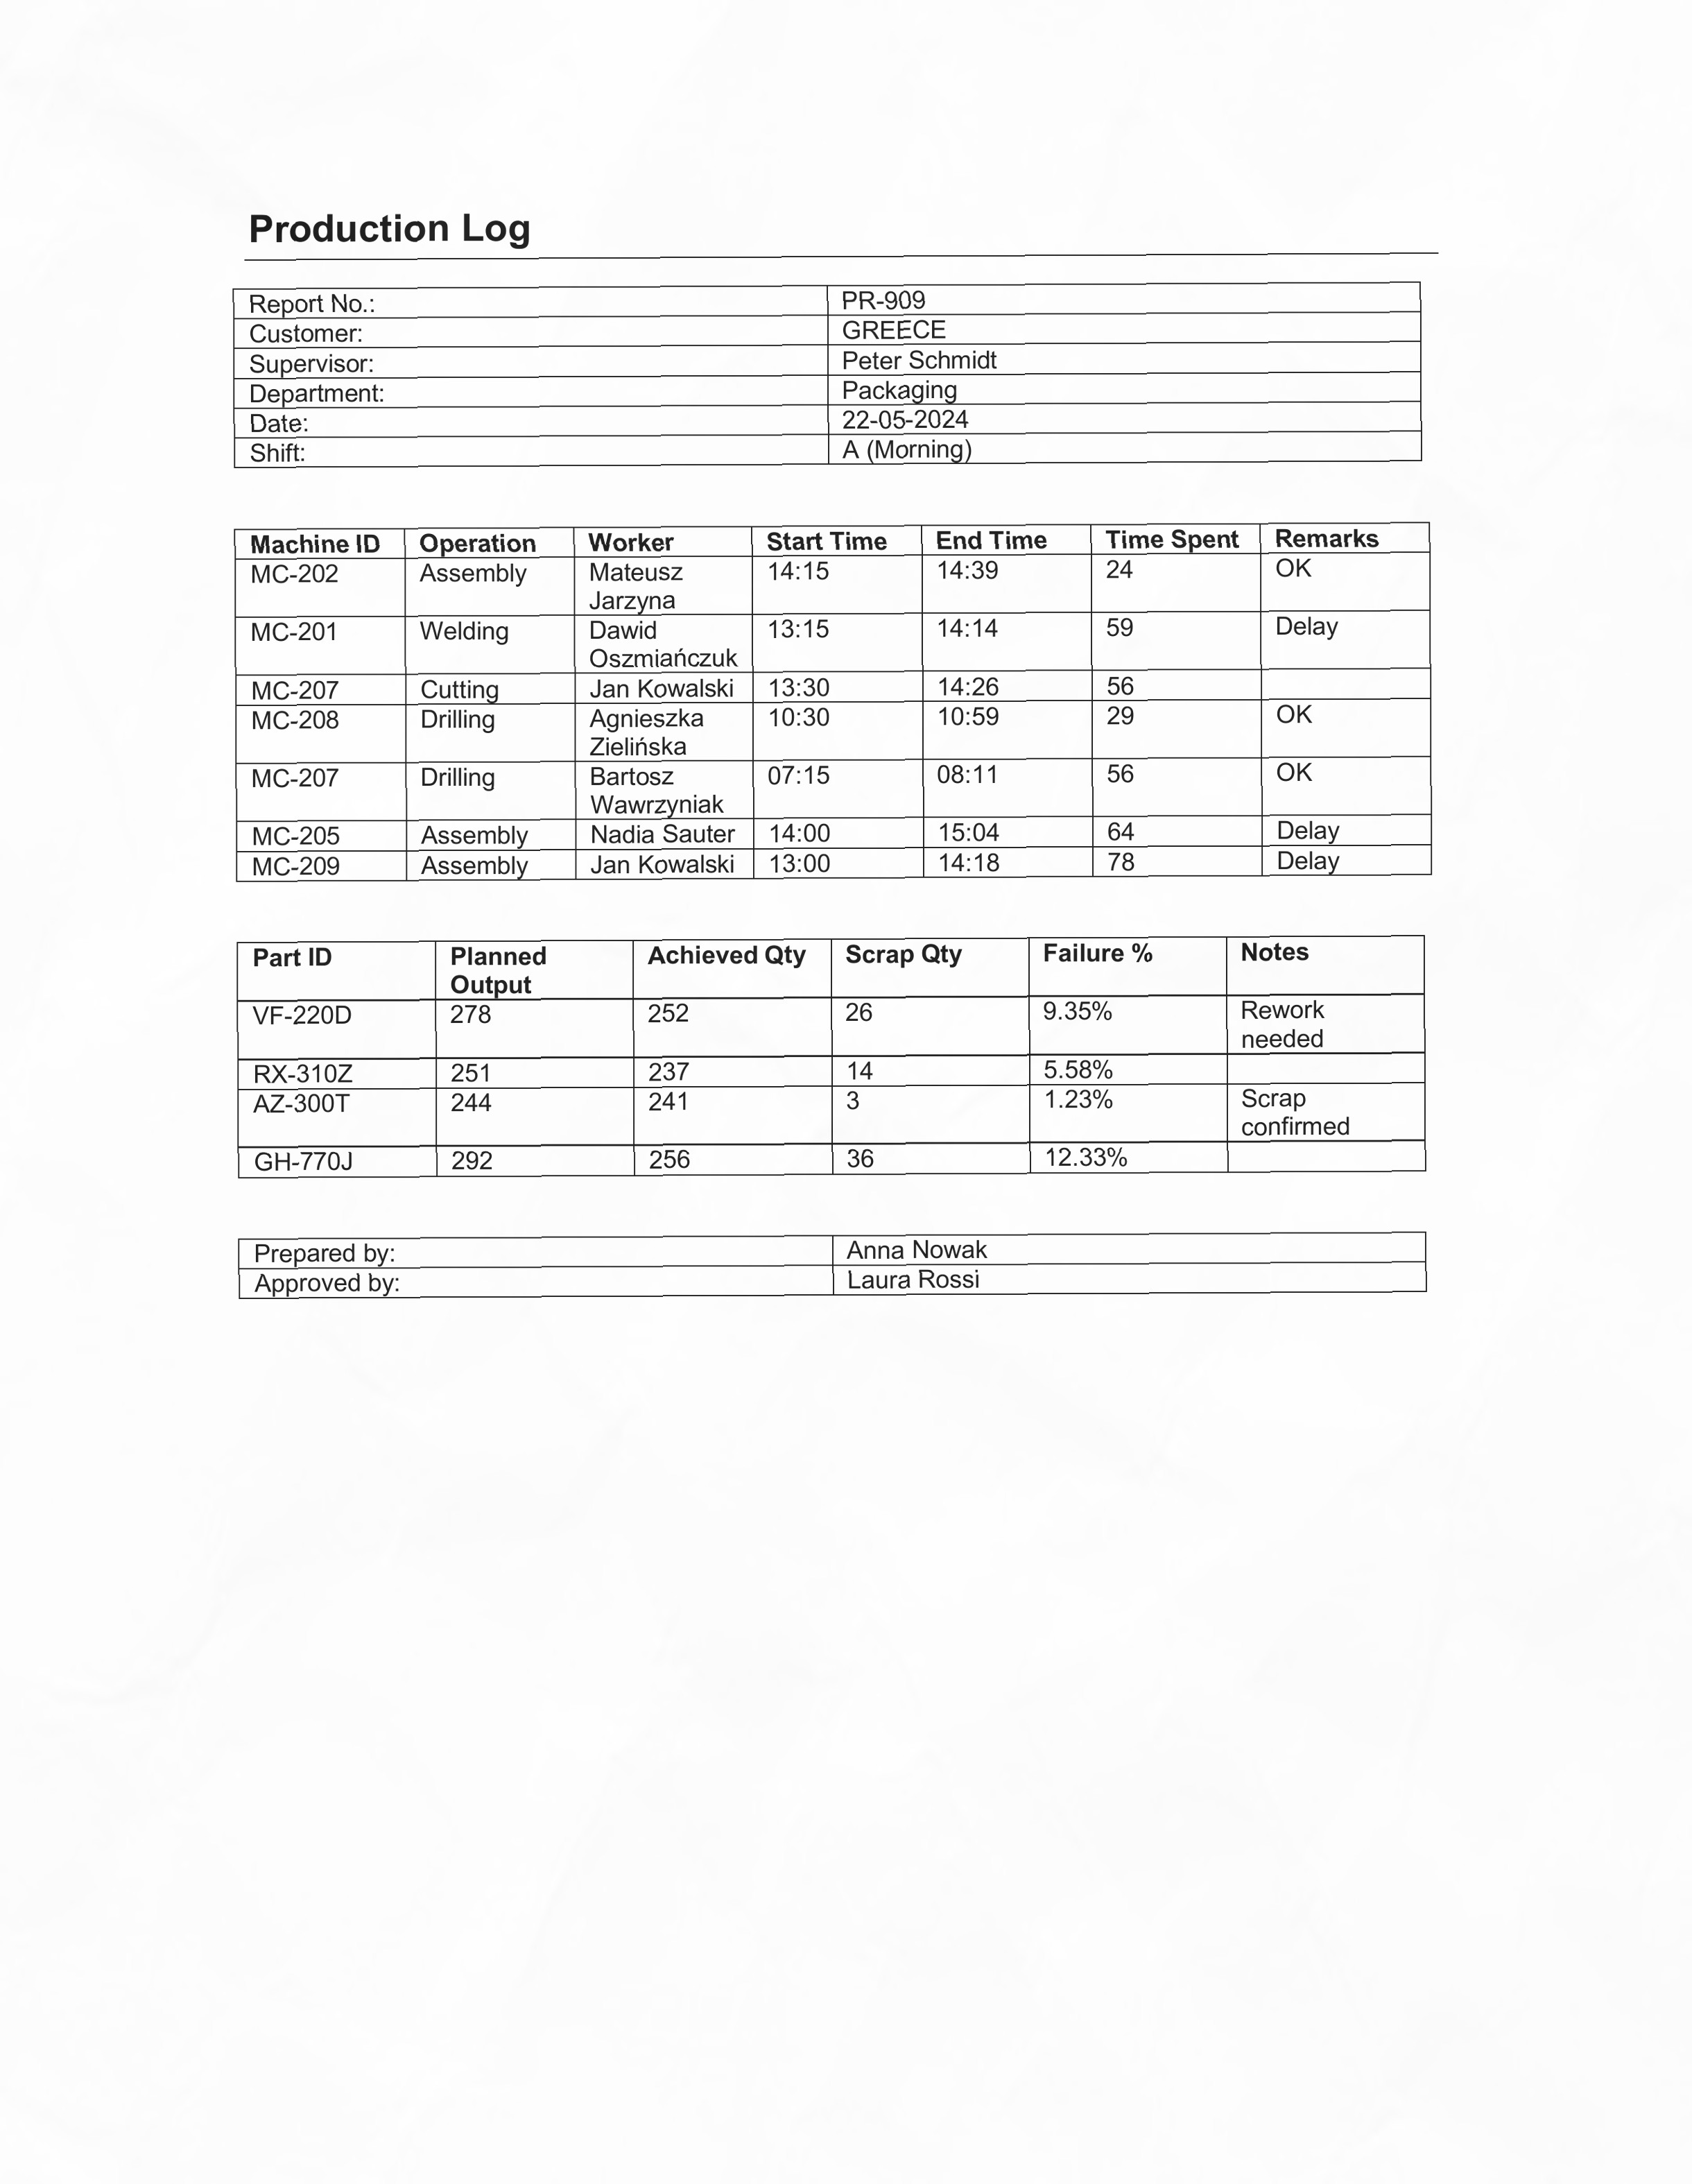 Production Log
Report No.: PR-909
Customer: GREECE
Supervisor: Peter Schmidt
Department: Packaging
Date: 22-05-2024
Shift: A (Morning)
Machine ID Operation Worker Start Time End Time Time Spent Remarks
MC-202 Assembly Mateusz Jarzyna 14:15 14:39 24 OK
MC-201 Welding Dawid Oszmiańczuk 13:15 14:14 59 Delay
MC-207 Cutting Jan Kowalski 13:30 14:26 56
MC-208 Drilling Agnieszka Zielińska 10:30 10:59 29 OK
MC-207 Drilling Bartosz Wawrzyniak 07:15 08:11 56 OK
MC-205 Assembly Nadia Sauter 14:00 15:04 64 Delay
MC-209 Assembly Jan Kowalski 13:00 14:18 78 Delay
Part ID Planned Output Achieved Qty Scrap Qty Failure % Notes
VF-220D 278 252 26 9.35% Rework needed
RX-310Z 251 237 14 5.58%
AZ-300T 244 241 3 1.23% Scrap confirmed
GH-770J 292 256 36 12.33%
Prepared by: Anna Nowak
Approved by: Laura Rossi